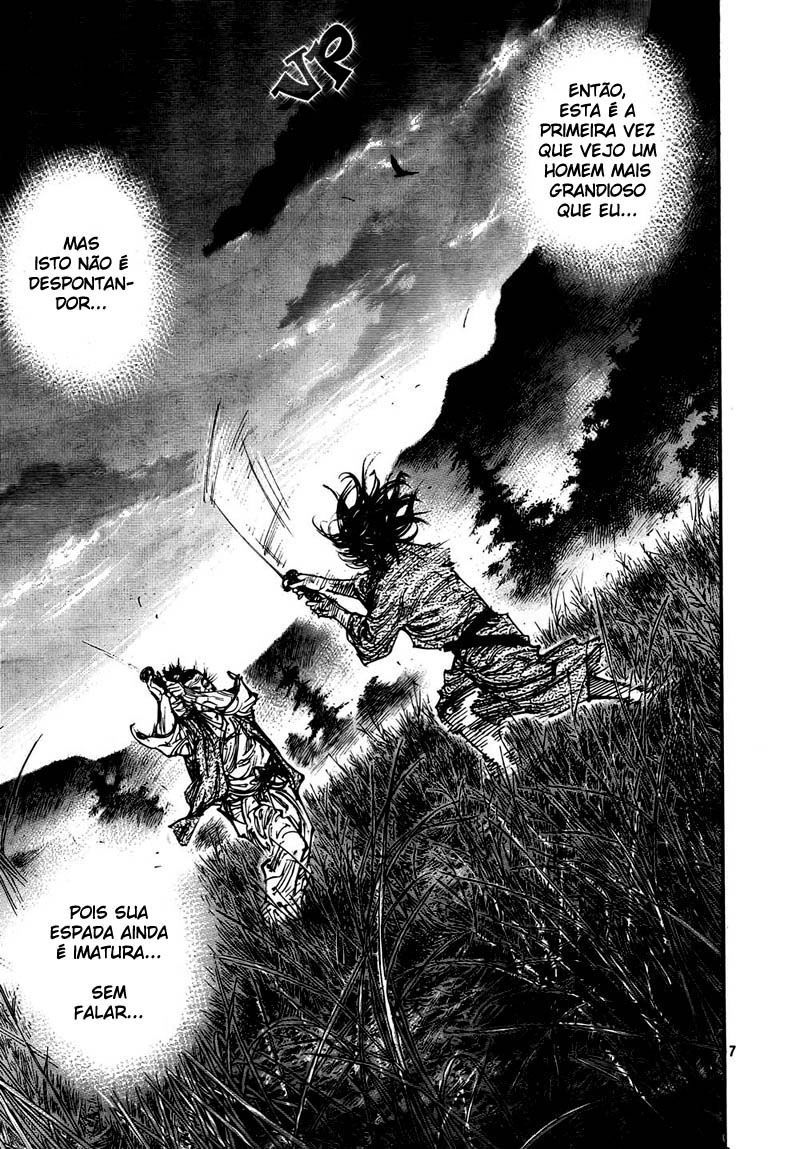 ENTÃO,
ESTA É A
PRIMEIRA VEZ
QUE VEJO UM
HOMEM MAIS
GRANDIOSO
QUE EU...
MAS
ISTO NÃO É
DESPONTAN-
DOR...
POIS SUA
ESPADA AINDA
É IMATURA...
SEM
FALAR...
7